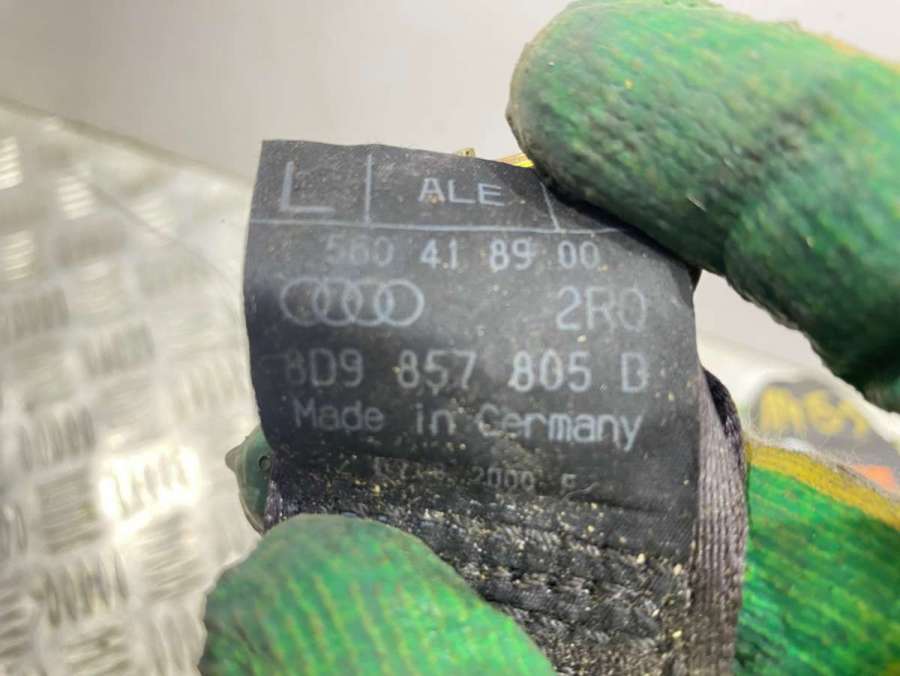 L ALE
560 41 89 00
2R0
8D9 857 805 B
Made in Germany